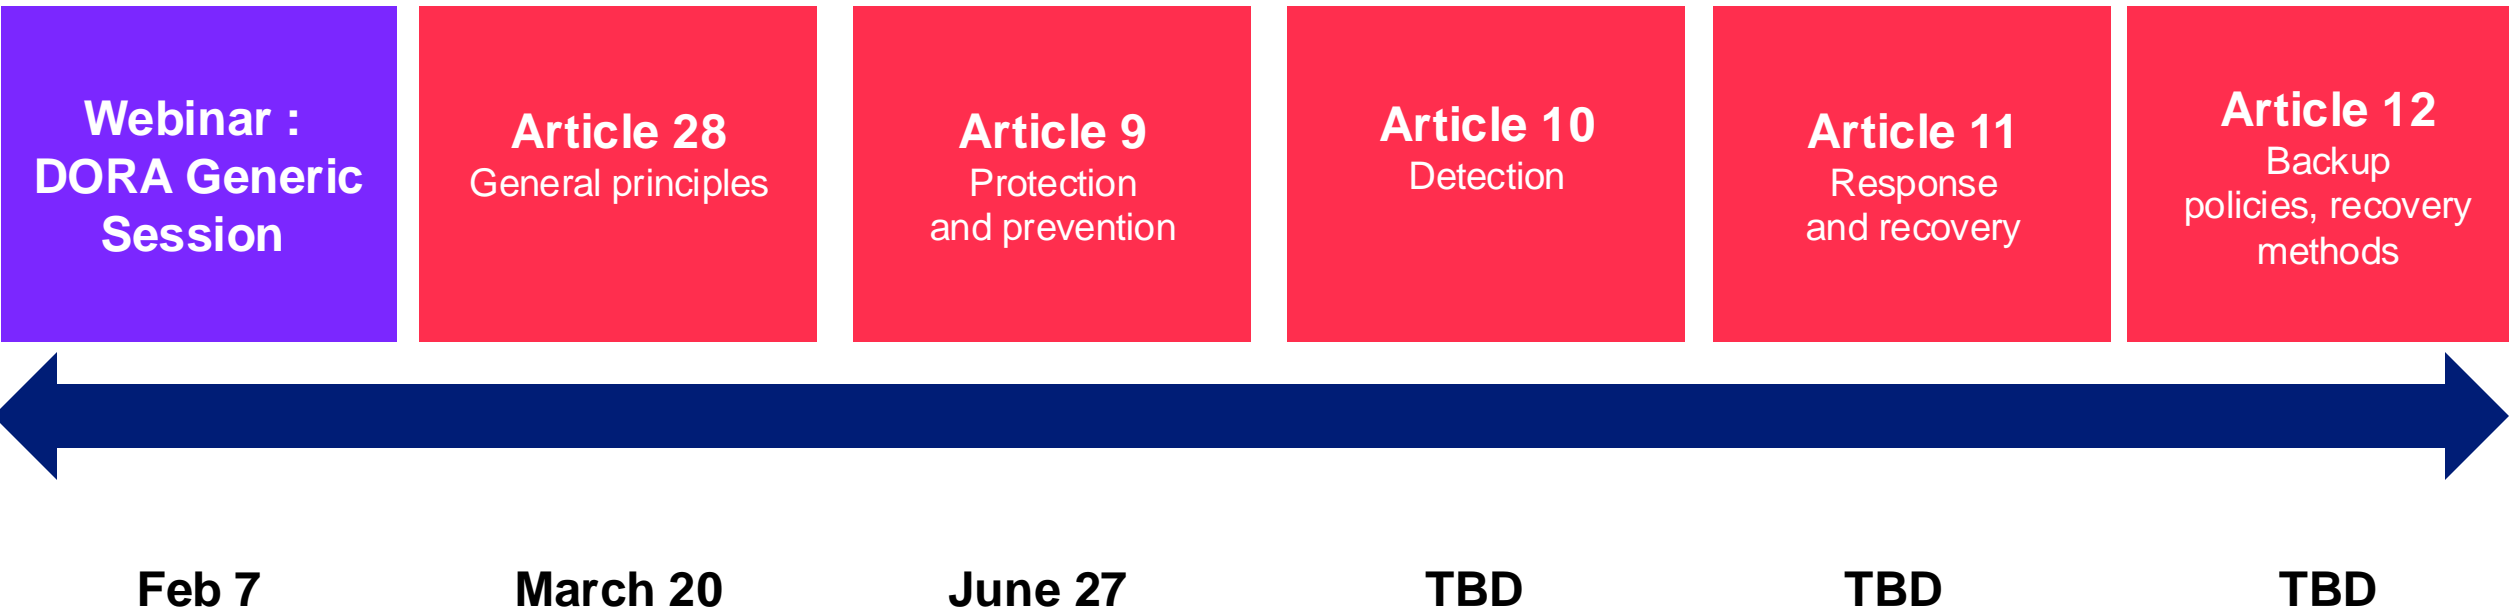 Webinar :
DORA Generic
Session
Article 28
General principles
Article 9
Protection
and prevention
Article 10
Detection
Article 11
Response
and recovery
Article 12
Backup
policies, recovery
methods
Feb 7
March 20
June 27
TBD
TBD
TBD